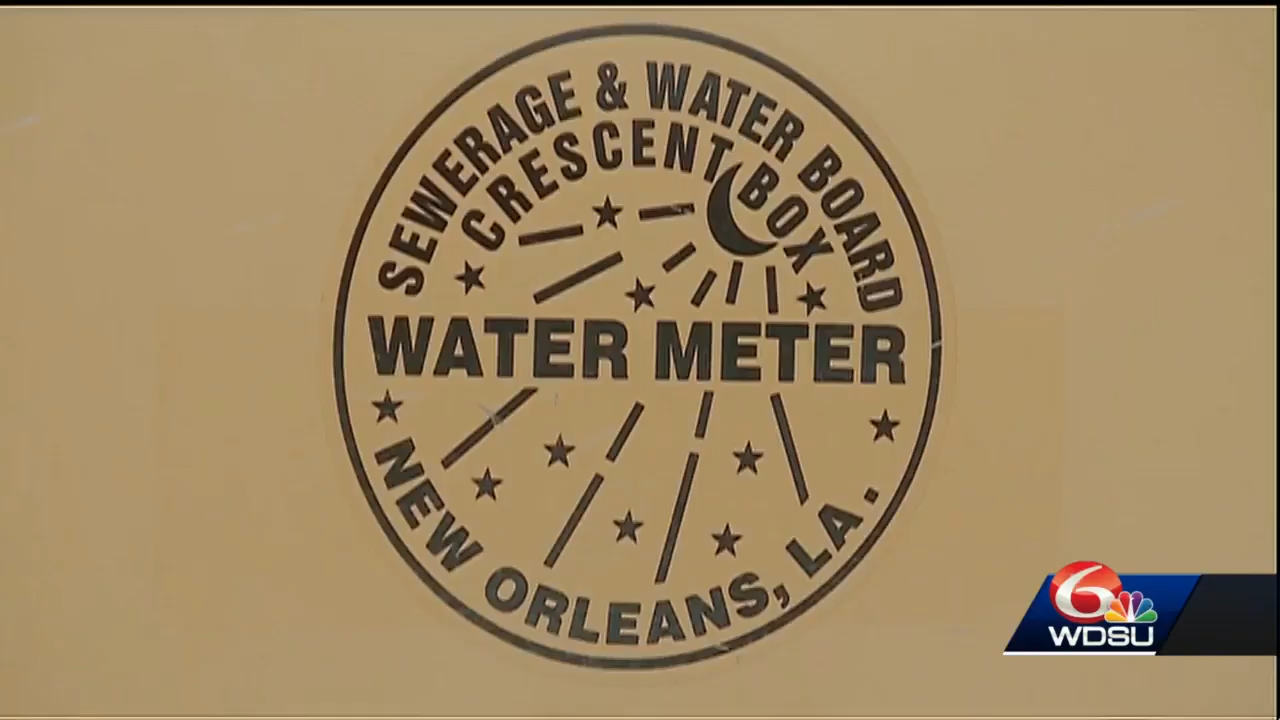 SEWERAGE & WATER BOARD
CRESCENT BOX
WATER METER
NEW ORLEANS, LA.
6
WDSU